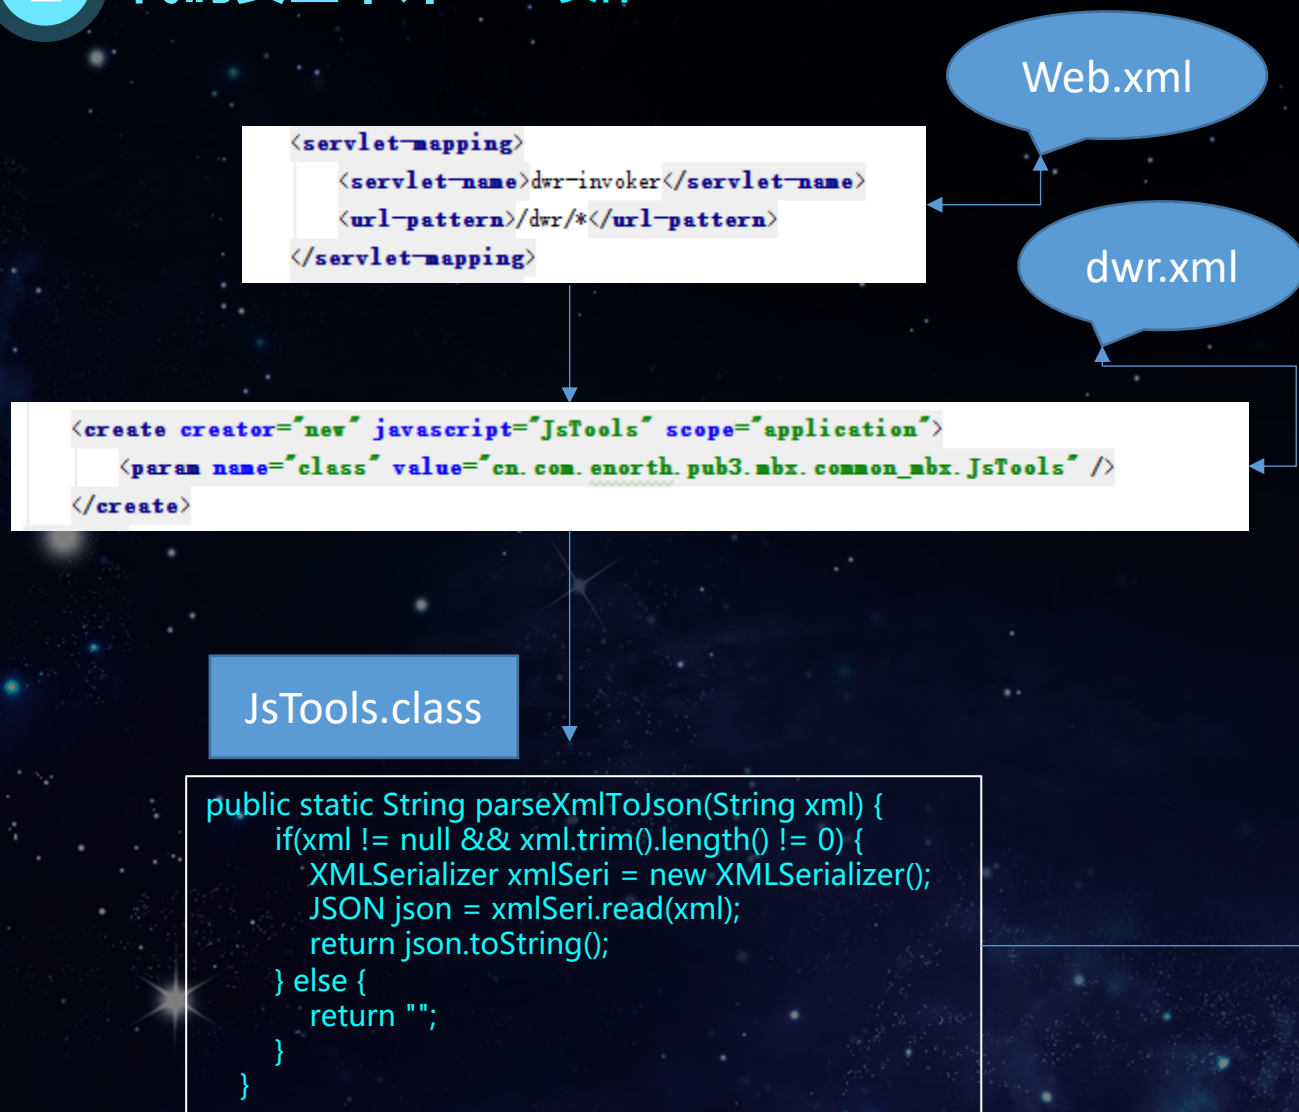 Web.xml
<servlet-mapping>
<servlet-name>dwr-invoker</servlet-name>
<url-pattern>/dwr/*</url-pattern>
</servlet-mapping>
dwr.xml
<create creator="new" javascript="JsTools" scope="application">
<param name="class" value="cn.com.enorth.pub3.mbx.common_mbx.JsTools" />
</create>
JsTools.class
public static String parseXmlToJson(String xml) {
if(xml != null && xml.trim().length() != 0) {
XMLSerializer xmlSeri = new XMLSerializer();
JSON json = xmlSeri.read(xml);
return json.toString();
} else {
return "";
}
}